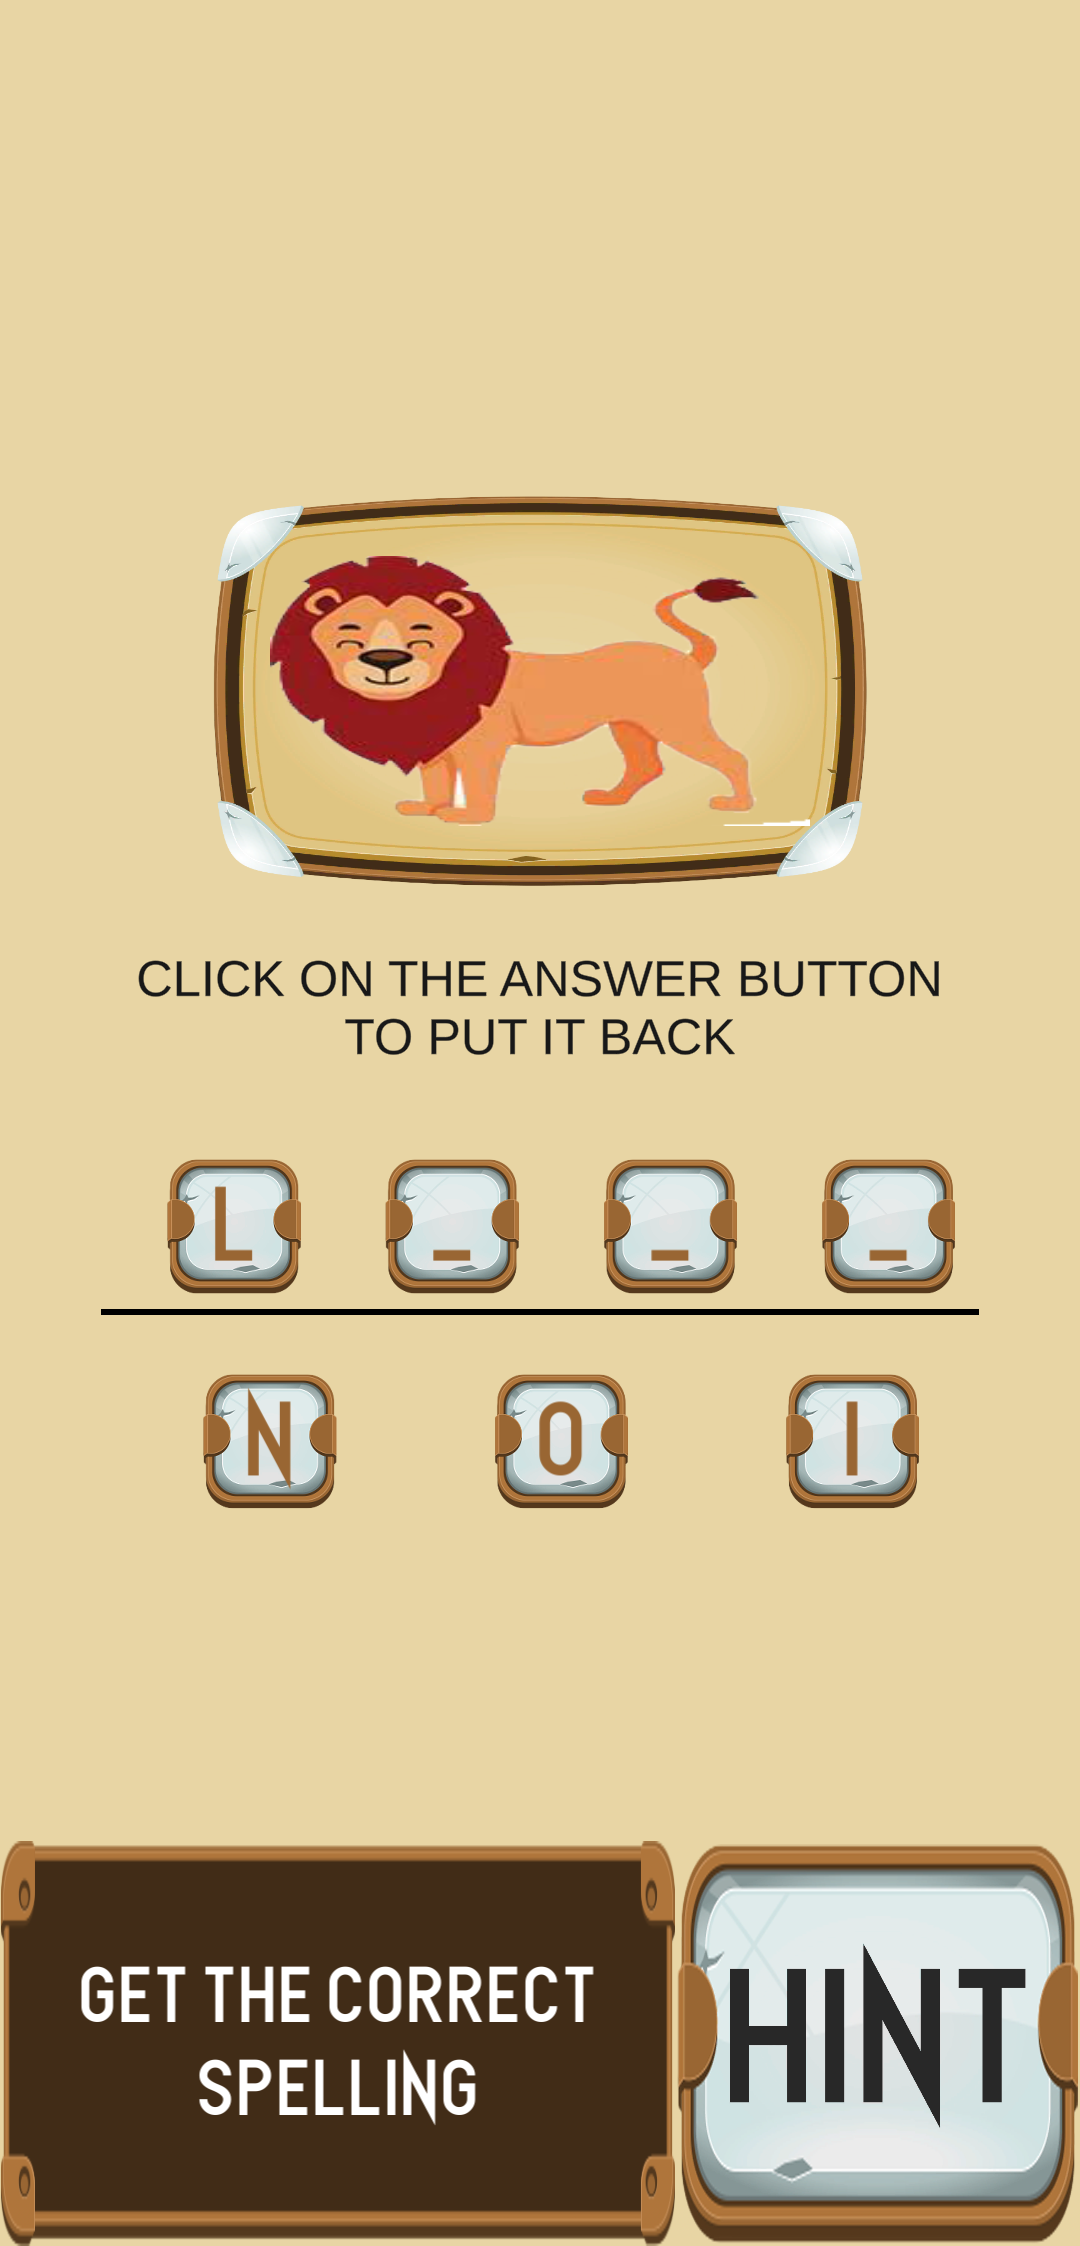 CLICK ON THE ANSWER BUTTON
TO PUT IT BACK
L _ _ _
N O I
GET THE CORRECT
SPELLING
HINT